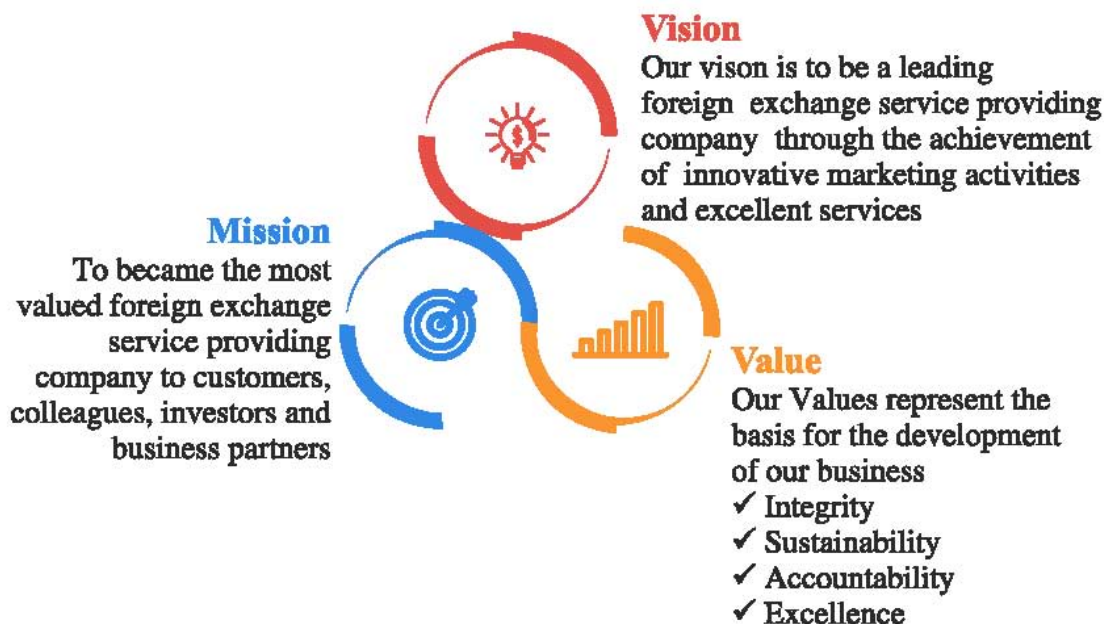 Vision
Our vison is to be a leading
foreign exchange service providing
company through the achievement
of innovative marketing activities
and excellent services
Mission
To became the most
valued foreign exchange
service providing
company to customers,
colleagues, investors and
business partners
Value
Our Values represent the
basis for the development
of our business
✓ Integrity
✓ Sustainability
✓ Accountability
✓ Excellence